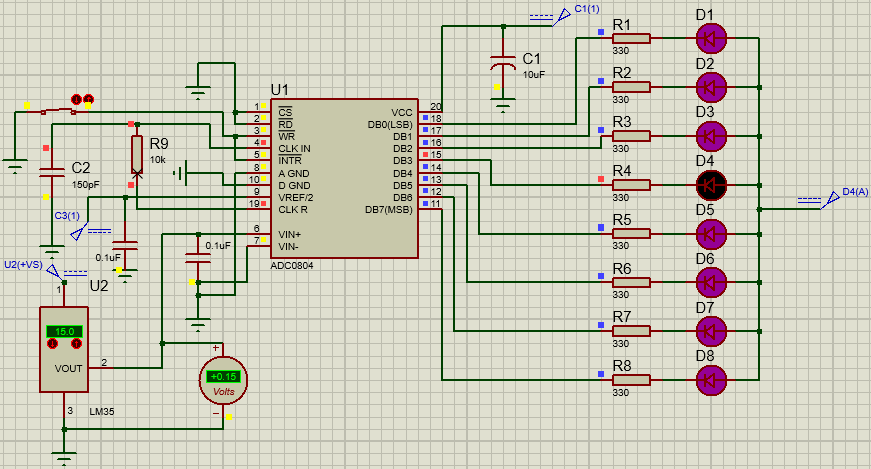 C1(1)
C1
10uF
U1
1
2
3
4
5
8
10
9
19
6
7
CS
RD
WR
CLK IN
INTR
A GND
D GND
VREF/2
CLK R
VIN+
VIN-
VCC
DB0(LSB)
DB1
DB2
DB3
DB4
DB5
DB6
DB7(MSB)
20
18
17
16
15
14
13
12
11
ADC0804
R9
10k
C2
150pF
C3(1)
0.1uF
0.1uF
U2(+VS)
U2
1
15.0
VOUT
2
3
LM35
+
+0.15
Volts
−
R1
330
D1
R2
330
D2
R3
330
D3
R4
330
D4
R5
330
D5
R6
330
D6
R7
330
D7
R8
330
D8
D4(A)